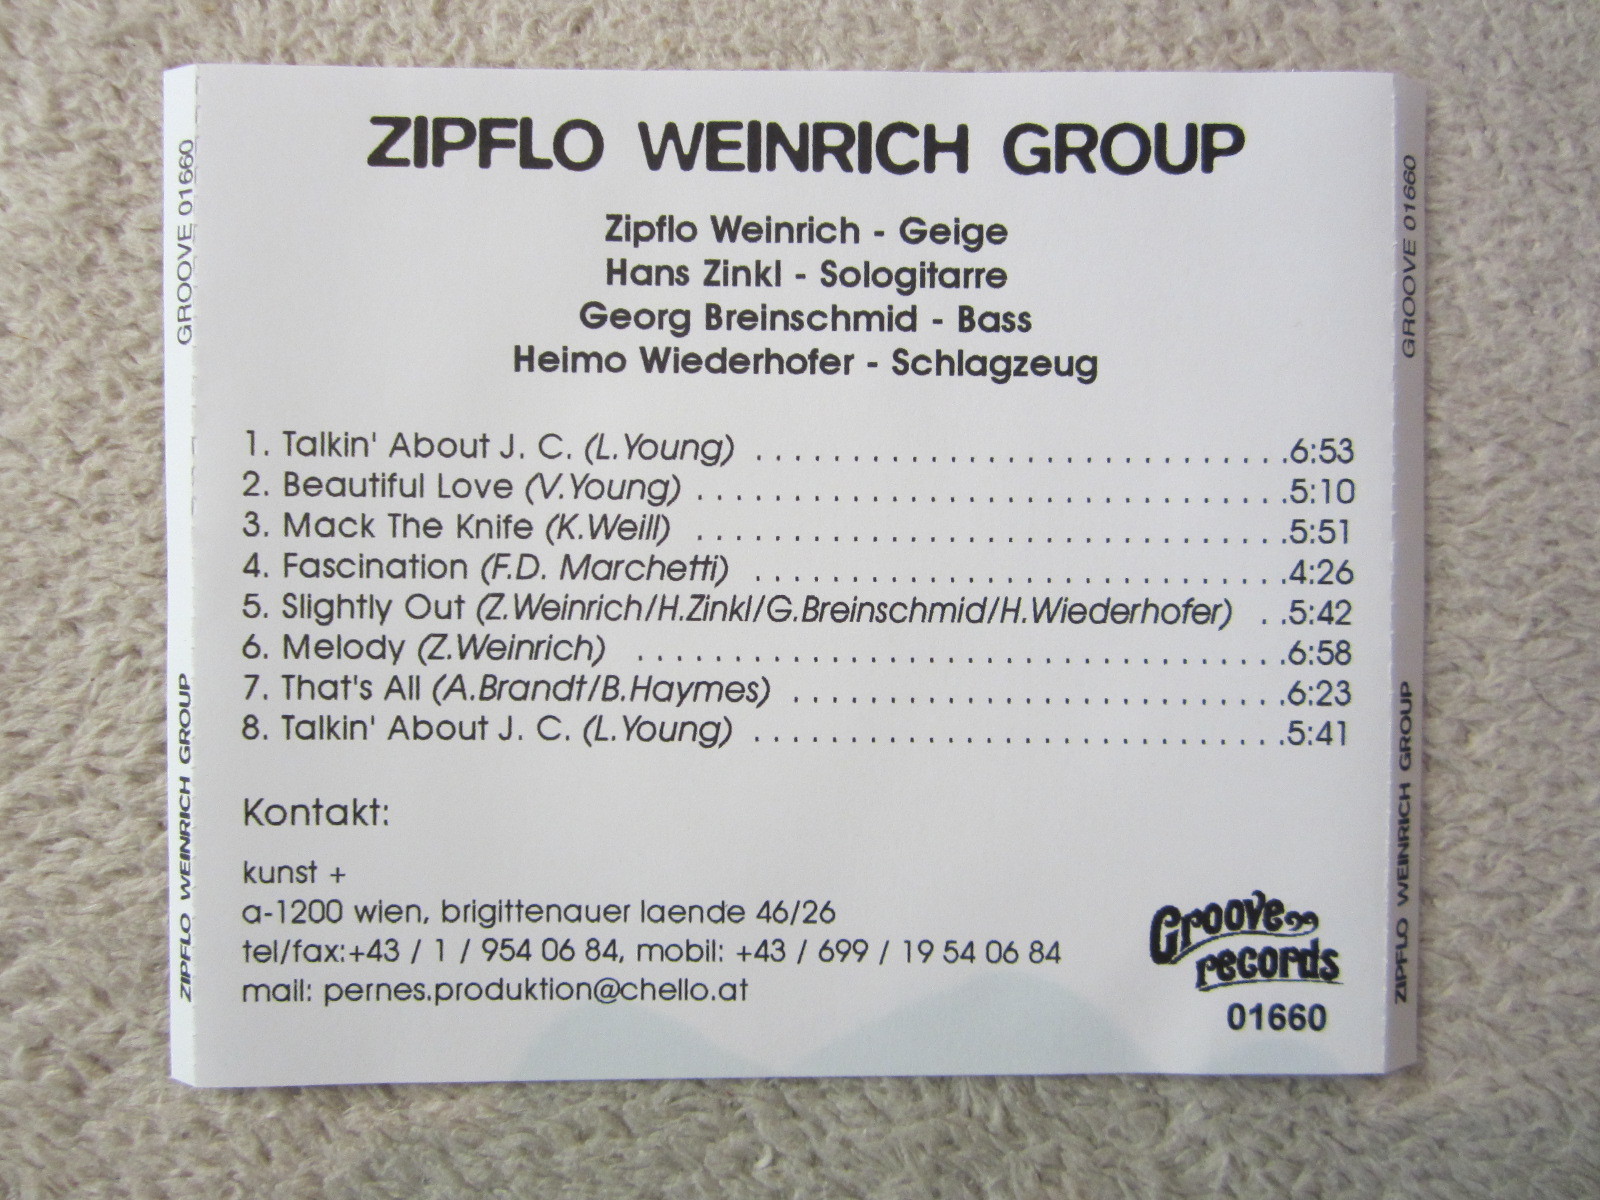 ZIPFLO WEINRICH GROUP
Zipflo Weinrich - Geige
Hans Zinkl - Sologitarre
Georg Breinschmid - Bass
Heimo Wiederhofer - Schlagzeug
1. Talkin' About J. C. (L.Young) . . . . . . . . . . . . . . . . . . . . . . . . . . . .6:53
2. Beautiful Love (V.Young) . . . . . . . . . . . . . . . . . . . . . . . . . . . . . . .5:10
3. Mack The Knife (K.Weill) . . . . . . . . . . . . . . . . . . . . . . . . . . . . . . .5:51
4. Fascination (F.D. Marchetti) . . . . . . . . . . . . . . . . . . . . . . . . . . . .4:26
5. Slightly Out (Z.Weinrich/H.Zinkl/G.Breinschmid/H.Wiederhofer) . .5:42
6. Melody (Z.Weinrich) . . . . . . . . . . . . . . . . . . . . . . . . . . . . . . . . . .6:58
7. That's All (A.Brandt/B.Haymes) . . . . . . . . . . . . . . . . . . . . . . . . . .6:23
8. Talkin' About J. C. (L.Young) . . . . . . . . . . . . . . . . . . . . . . . . . . . .5:41
Kontakt:
kunst +
a-1200 wien, brigittenauer laende 46/26
tel/fax:+43 / 1 / 954 06 84, mobil: +43 / 699 / 19 54 06 84
mail: pernes.produktion@chello.at
Groove
records
01660
ZIPFLO WEINRICH GROUP GROOVE 01660
ZIPFLO WEINRICH GROUP GROOVE 01660